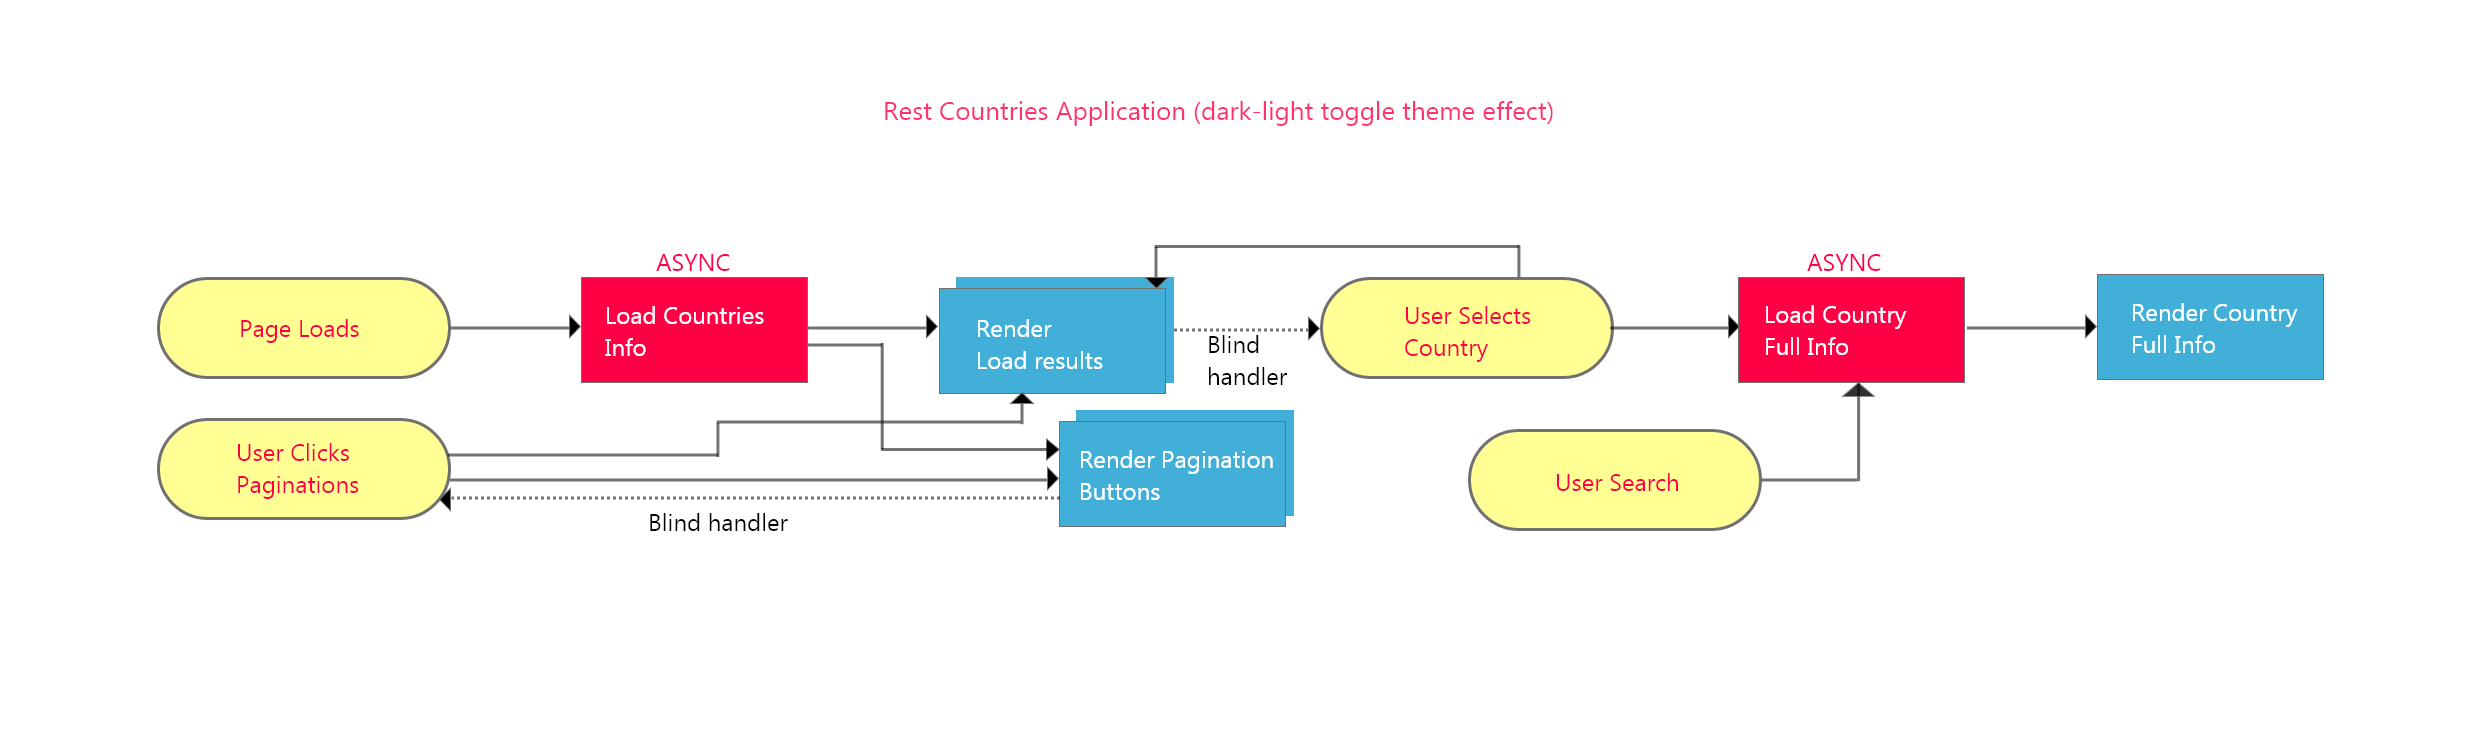 Rest Countries Application (dark-light toggle theme effect)
ASYNC
ASYNC
Page Loads
Load Countries
Info
Render
Load results
Blind
handler
User Selects
Country
Load Country
Full Info
Render Country
Full Info
User Clicks
Paginations
Render Pagination
Buttons
User Search
Blind handler